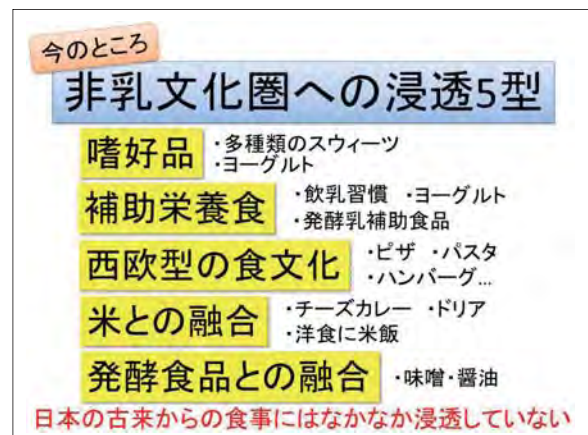 今のところ
非乳文化圏への浸透5型
嗜好品
・多種類のスウィーツ
・ヨーグルト
補助栄養食
・飲乳習慣 ・ヨーグルト
・発酵乳補助食品
西欧型の食文化
・ピザ ・パスタ
・ハンバーグ...
米との融合
・チーズカレー ・ドリア
・洋食に米飯
発酵食品との融合
・味噌・醤油
日本の古来からの食事にはなかなか浸透していない